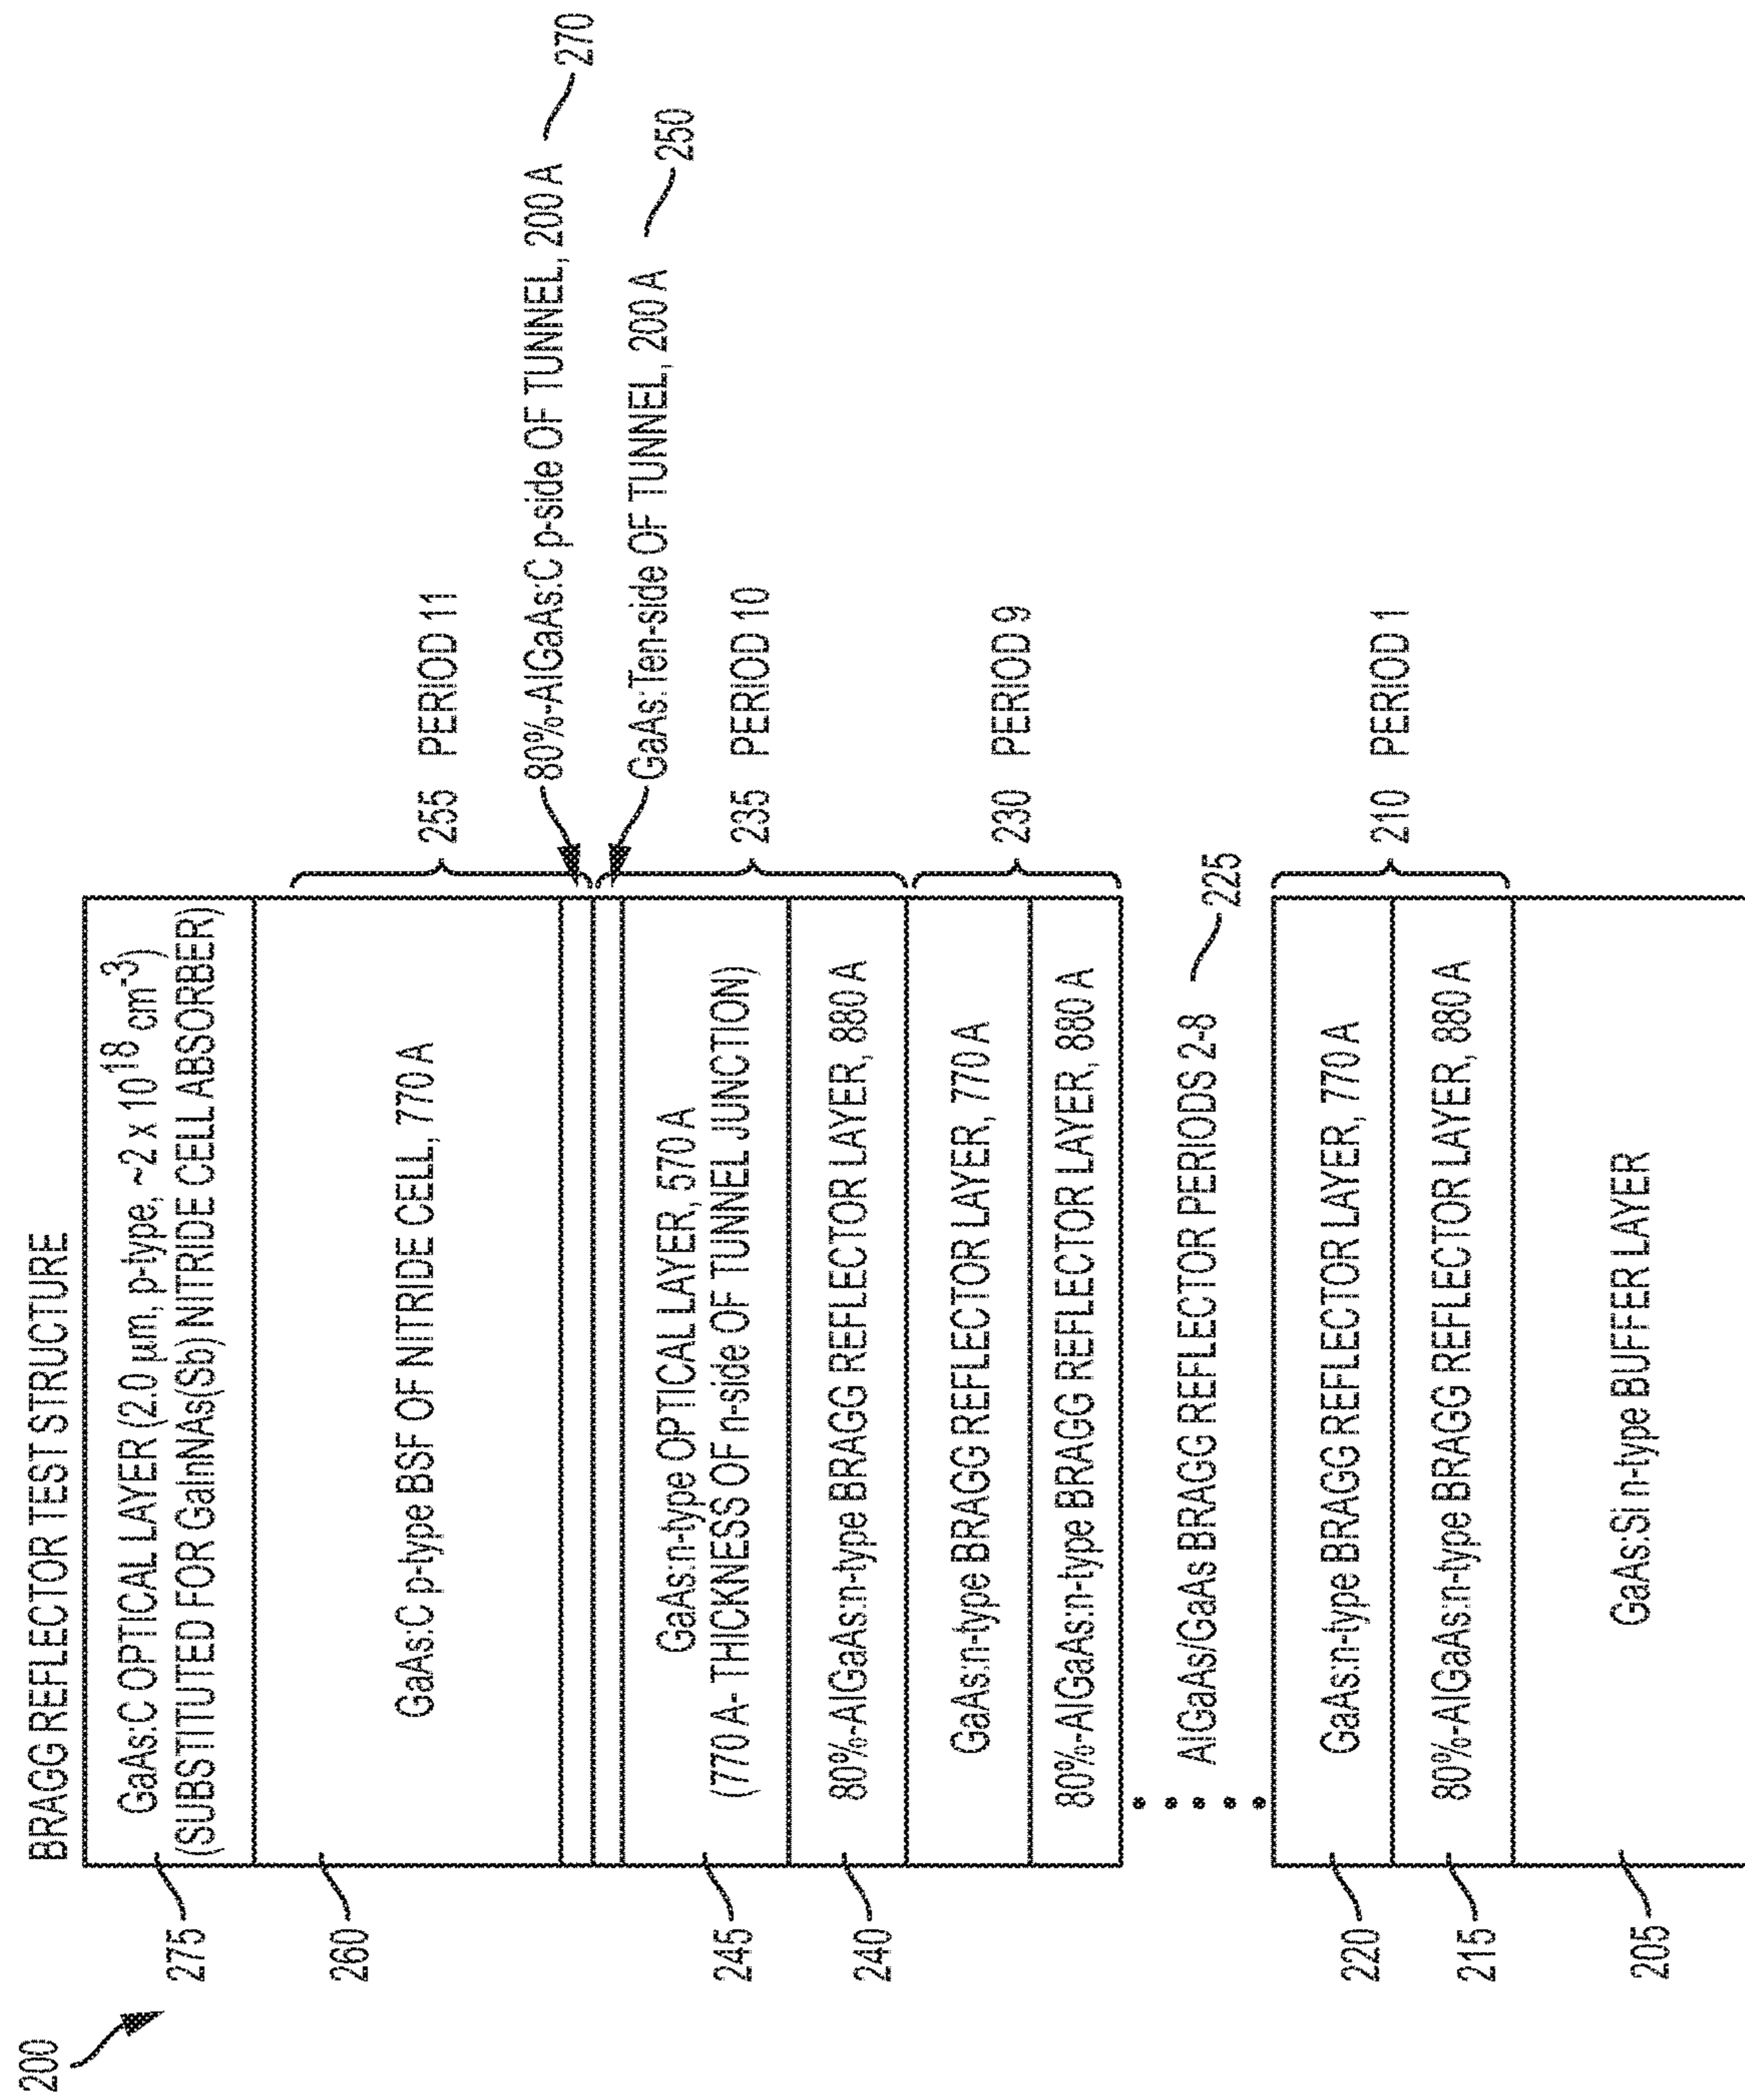 200
BRAGG REFLECTOR TEST STRUCTURE
275
GaAs:C OPTICAL LAYER (2.0 µm, p-type, ~2 x 10¹⁸ cm⁻³)
(SUBSTITUTED FOR GaInNAs(Sb) NITRIDE CELL ABSORBER)
260
GaAs:C p-type BSF OF NITRIDE CELL, 770 A
255 PERIOD 11
80%-AlGaAs:C p-side OF TUNNEL, 200 A
270
GaAs:Ten-side OF TUNNEL, 200 A
250
245
GaAs:n-type OPTICAL LAYER, 570 A
(770 A- THICKNESS OF n-side OF TUNNEL JUNCTION)
235 PERIOD 10
240
80%-AlGaAs:n-type BRAGG REFLECTOR LAYER, 880 A
GaAs:n-type BRAGG REFLECTOR LAYER, 770 A
230 PERIOD 9
80%-AlGaAs:n-type BRAGG REFLECTOR LAYER, 880 A
AlGaAs/GaAs BRAGG REFLECTOR PERIODS 2-8
225
220
GaAs:n-type BRAGG REFLECTOR LAYER, 770 A
210 PERIOD 1
215
80%-AlGaAs:n-type BRAGG REFLECTOR LAYER, 880 A
205
GaAs:Si n-type BUFFER LAYER